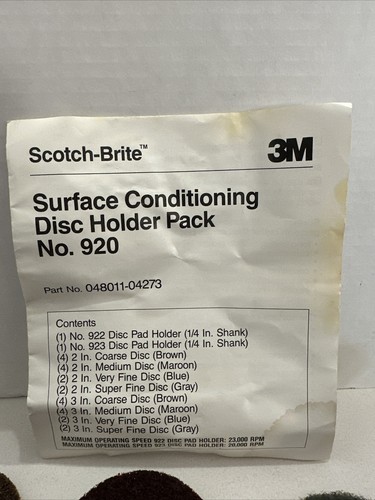 Scotch-Brite™ 3M
Surface Conditioning
Disc Holder Pack
No. 920
Part No. 048011-04273
Contents
(1) No. 922 Disc Pad Holder (1/4 In. Shank)
(1) No. 923 Disc Pad Holder (1/4 In. Shank)
(4) 2 In. Coarse Disc (Brown)
(4) 2 In. Medium Disc (Maroon)
(2) 2 In. Very Fine Disc (Blue)
(2) 2 In. Super Fine Disc (Gray)
(4) 3 In. Coarse Disc (Brown)
(4) 3 In. Medium Disc (Maroon)
(2) 3 In. Very Fine Disc (Blue)
(2) 3 In. Super Fine Disc (Gray)
MAXIMUM OPERATING SPEED 922 DISC PAD HOLDER: 23,000 RPM
MAXIMUM OPERATING SPEED 923 DISC PAD HOLDER: 20,000 RPM